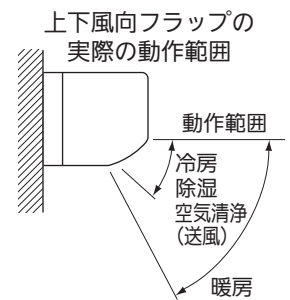 上下風向フラップの
実際の動作範囲
動作範囲
冷房
除湿
空気清浄
(送風)
暖房